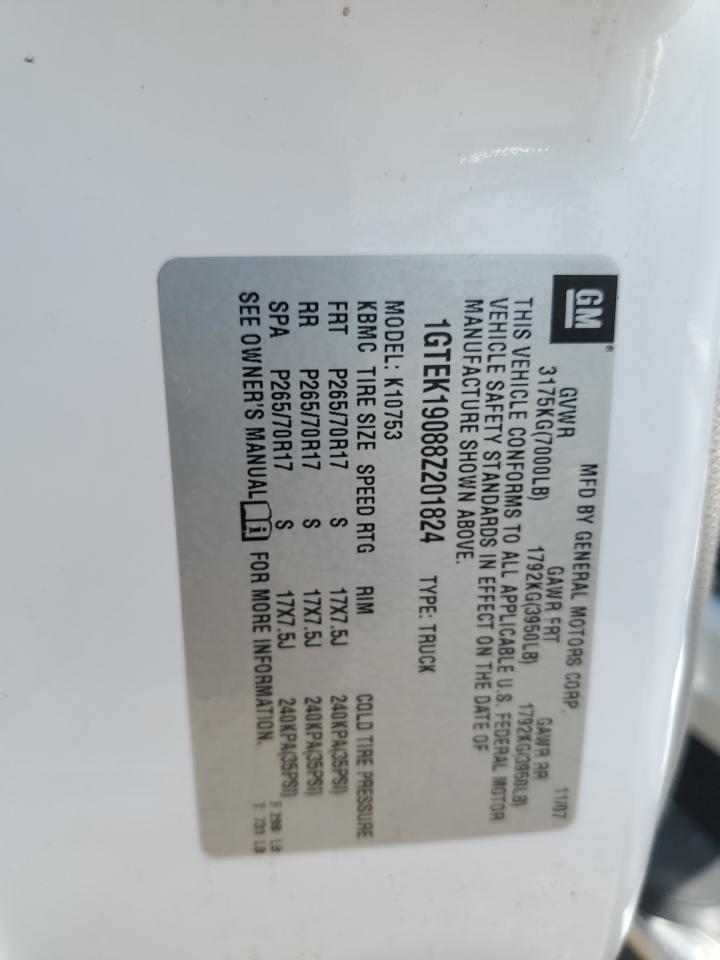 GM
MFD BY GENERAL MOTORS CORP. 11/07
GVWR GAWR FRT GAWR RR
3175KG(7000LB) 1792KG(3950LB) 1792KG(3950LB)
THIS VEHICLE CONFORMS TO ALL APPLICABLE U.S. FEDERAL MOTOR
VEHICLE SAFETY STANDARDS IN EFFECT ON THE DATE OF
MANUFACTURE SHOWN ABOVE.
1GTEK19088Z201824 TYPE: TRUCK
MODEL: K10753
KBMC TIRE SIZE SPEED RTG RIM COLD TIRE PRESSURE
FRT P265/70R17 S 17X7.5J 240KPA(35PSI)
RR P265/70R17 S 17X7.5J 240KPA(35PSI)
SPA P265/70R17 S 17X7.5J 240KPA(35PSI)
SEE OWNER'S MANUAL FOR MORE INFORMATION.
298 LB
731 LB